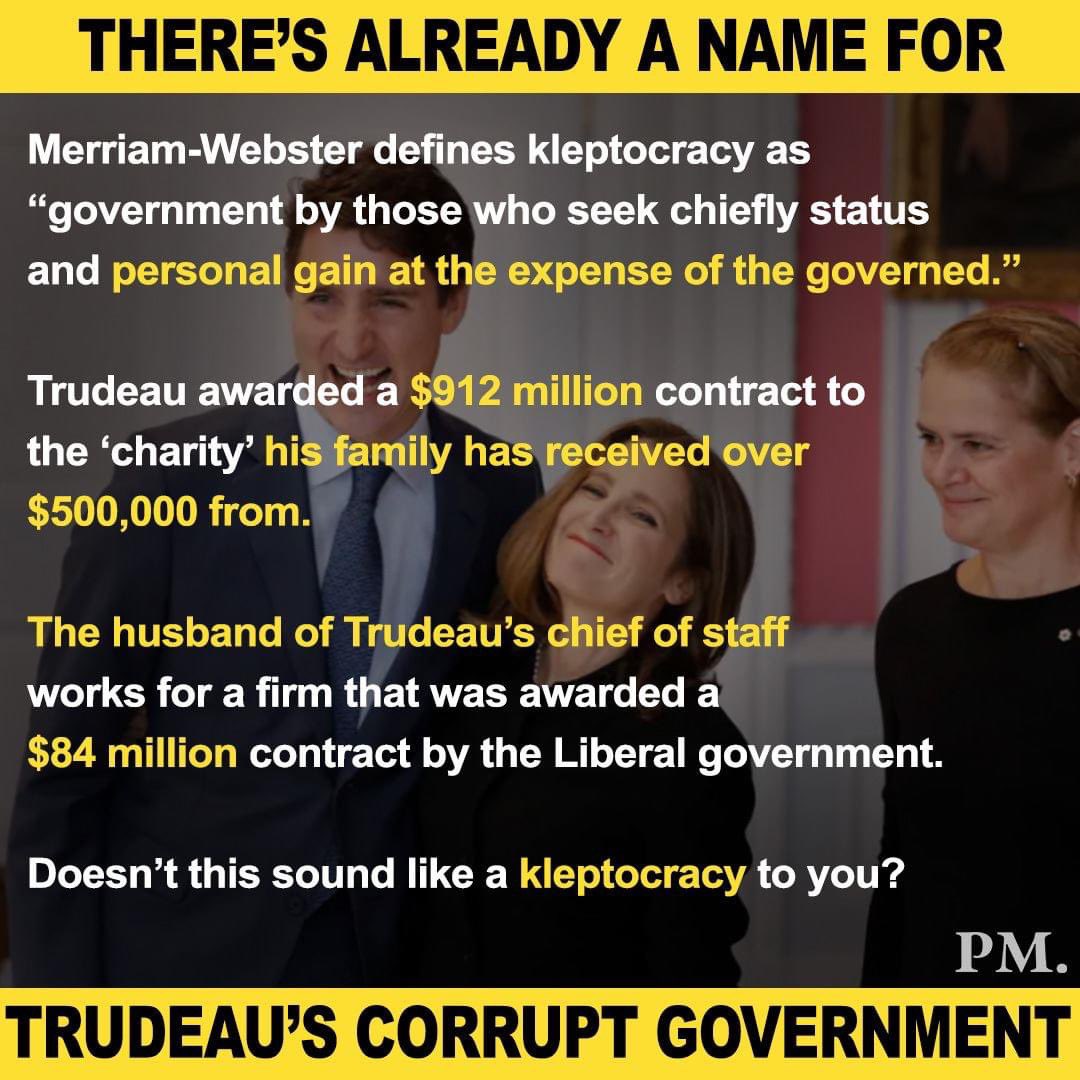 THERE'S ALREADY A NAME FOR
Merriam-Webster defines kleptocracy as
“government by those who seek chiefly status
and personal gain at the expense of the governed.”
Trudeau awarded a $912 million contract to
the ‘charity’ his family has received over
$500,000 from.
The husband of Trudeau’s chief of staff
works for a firm that was awarded a
$84 million contract by the Liberal government.
Doesn’t this sound like a kleptocracy to you?
PM.
TRUDEAU’S CORRUPT GOVERNMENT